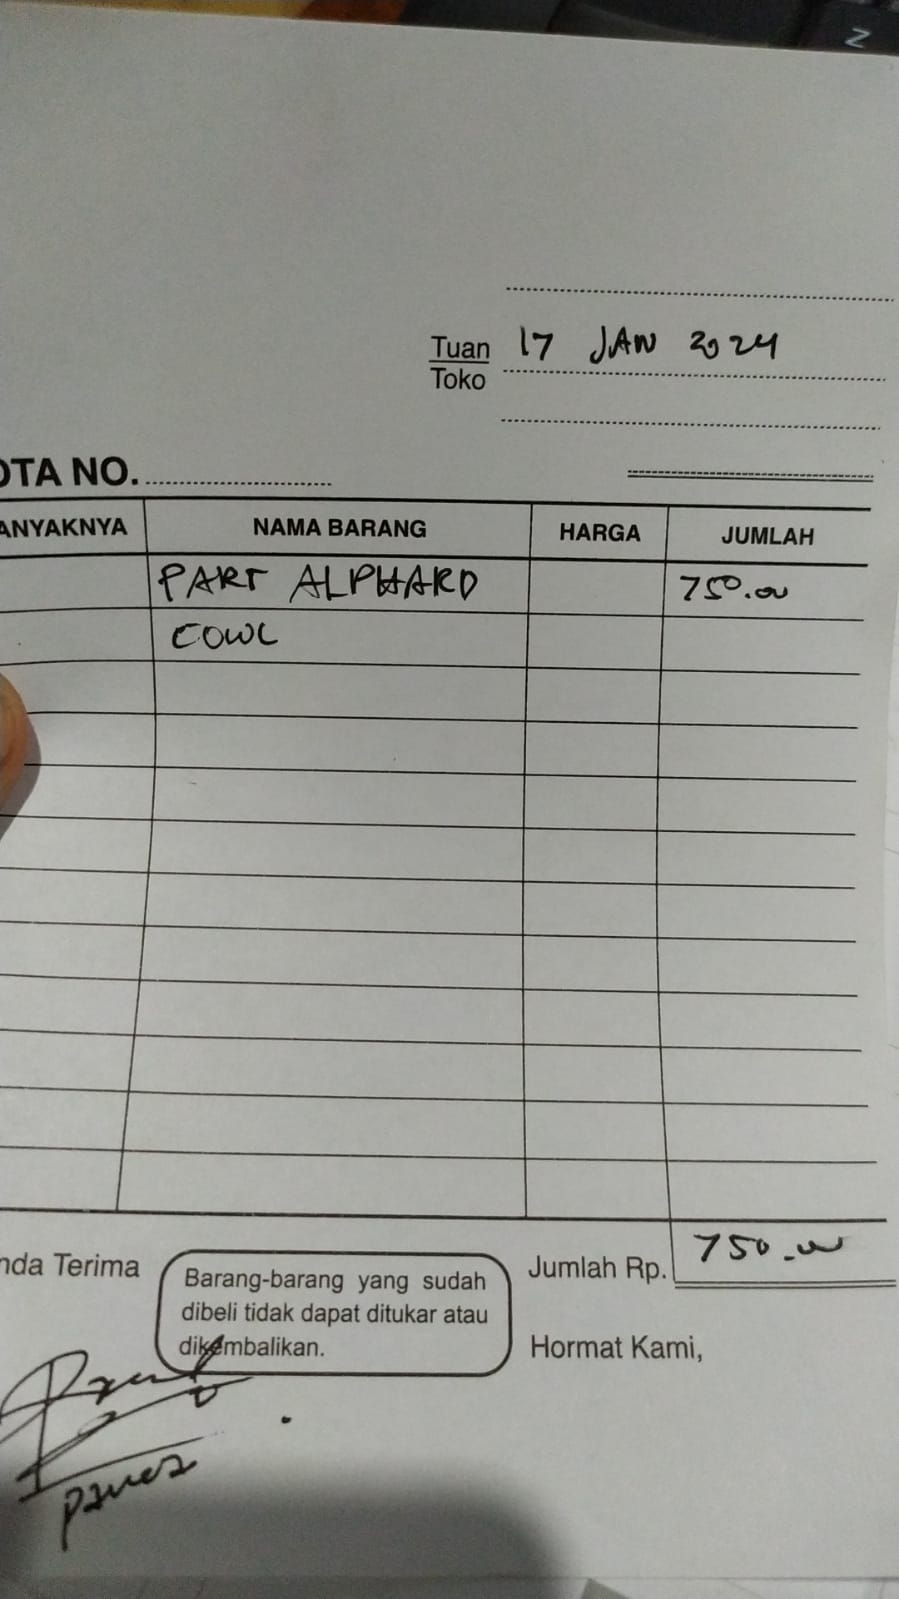 Z
Tuan 17 JAN 2024
Toko
OTA NO.
ANYAKNYA NAMA BARANG HARGA JUMLAH
PART ALPHARD 750.00
COWL
nda Terima
Barang-barang yang sudah
dibeli tidak dapat ditukar atau
dikembalikan.
Jumlah Rp. 750.00
Hormat Kami,